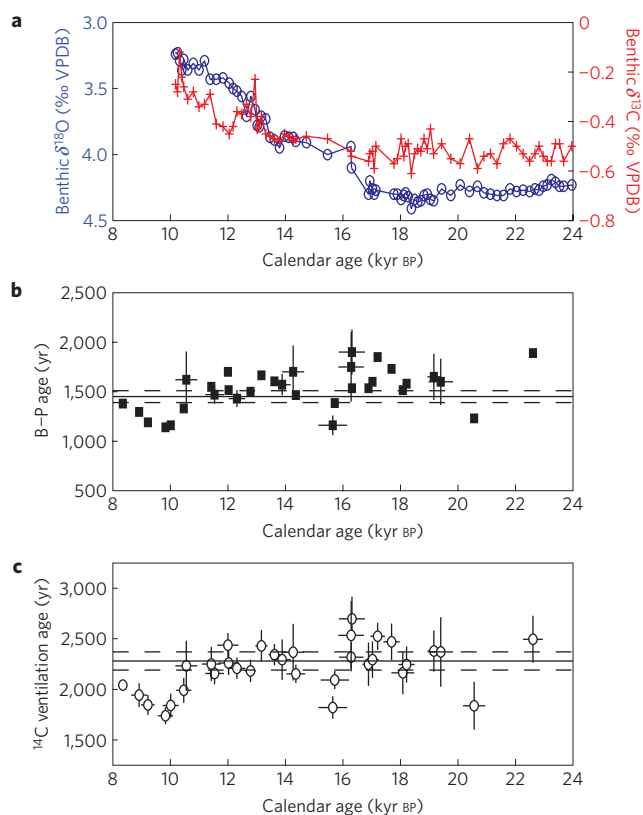 a
3.0
3.5
4.0
4.5
Benthic δ¹⁸O (‰ VPDB)
0
−0.2
−0.4
−0.6
−0.8
Benthic δ¹³C (‰ VPDB)
8 10 12 14 16 18 20 22 24
Calendar age (kyr BP)
b
2,500
2,000
1,500
1,000
500
B–P age (yr)
8 10 12 14 16 18 20 22 24
Calendar age (kyr BP)
c
3,000
2,500
2,000
1,500
¹⁴C ventilation age (yr)
8 10 12 14 16 18 20 22 24
Calendar age (kyr BP)